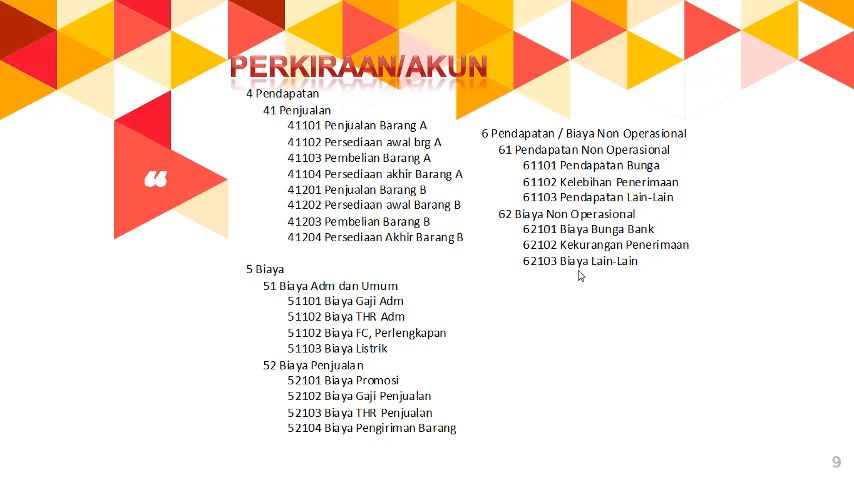 PERKIRAAN/AKUN
4 Pendapatan
41 Penjualan
41101 Penjualan Barang A
41102 Persediaan awal brg A
41103 Pembelian Barang A
41104 Persediaan akhir Barang A
41201 Penjualan Barang B
41202 Persediaan awal Barang B
41203 Pembelian Barang B
41204 Persediaan Akhir Barang B
5 Biaya
51 Biaya Adm dan Umum
51101 Biaya Gaji Adm
51102 Biaya THR Adm
51102 Biaya FC, Perlengkapan
51103 Biaya Listrik
52 Biaya Penjualan
52101 Biaya Promosi
52102 Biaya Gaji Penjualan
52103 Biaya THR Penjualan
52104 Biaya Pengiriman Barang
6 Pendapatan / Biaya Non Operasional
61 Pendapatan Non Operasional
61101 Pendapatan Bunga
61102 Kelebihan Penerimaan
61103 Pendapatan Lain-Lain
62 Biaya Non Operasional
62101 Biaya Bunga Bank
62102 Kekurangan Penerimaan
62103 Biaya Lain-Lain
“
9